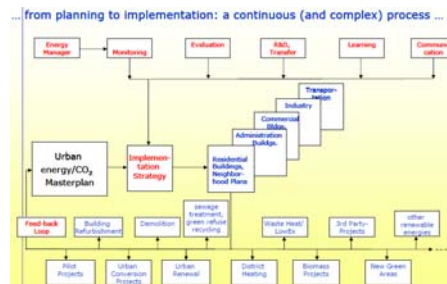 ... from planning to implementation: a continuous (and complex) process ...
Energy
Manager
Monitoring
Evaluation
R&D,
Transfer
Learning
Communi-
cation
Transpor-
tation
Industry
Commercial
Bldgs.
Administration
Buildgs.
Residential
Buildings,
Neighbor-
hood Plans
Urban
energy/CO2
Masterplan
Implemen-
tation
Strategy
Feed-back
Loop
Building
Refurbishment
Demolition
sewage
treatment,
green refuse
recycling
Waste Heat/
LowEx
3rd Party-
Projects
other
renewable
energies
Pilot
Projects
Urban
Conversion
Projects
Urban
Renewal
District
Heating
Biomass
Projects
New Green
Areas